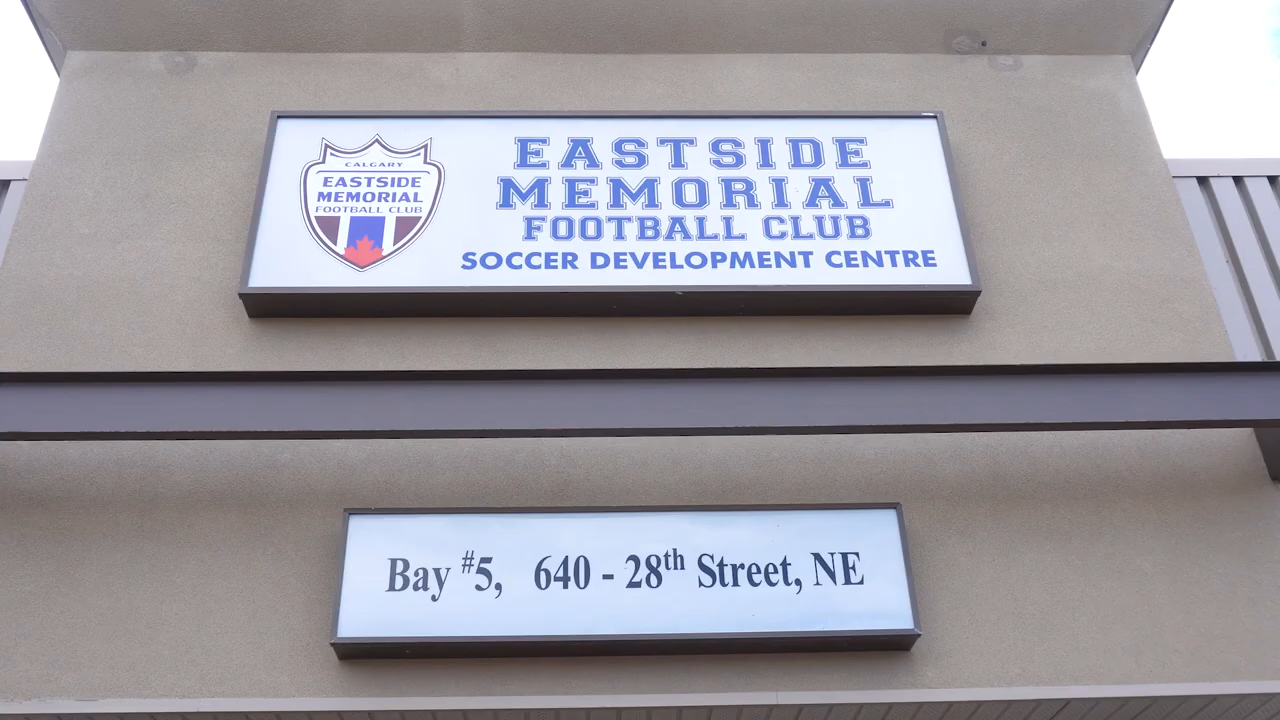 CALGARY
EASTSIDE
MEMORIAL
FOOTBALL CLUB
EASTSIDE
MEMORIAL
FOOTBALL CLUB
SOCCER DEVELOPMENT CENTRE
Bay #5, 640 - 28th Street, NE